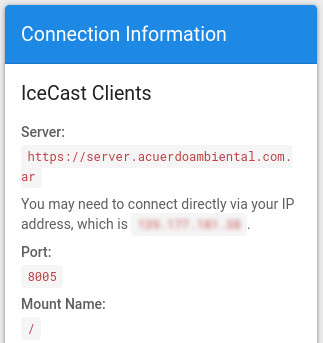 Connection Information
IceCast Clients
Server:
https://server.acuerdoambiental.com.
ar
You may need to connect directly via your IP
address, which is .
Port:
8005
Mount Name:
/